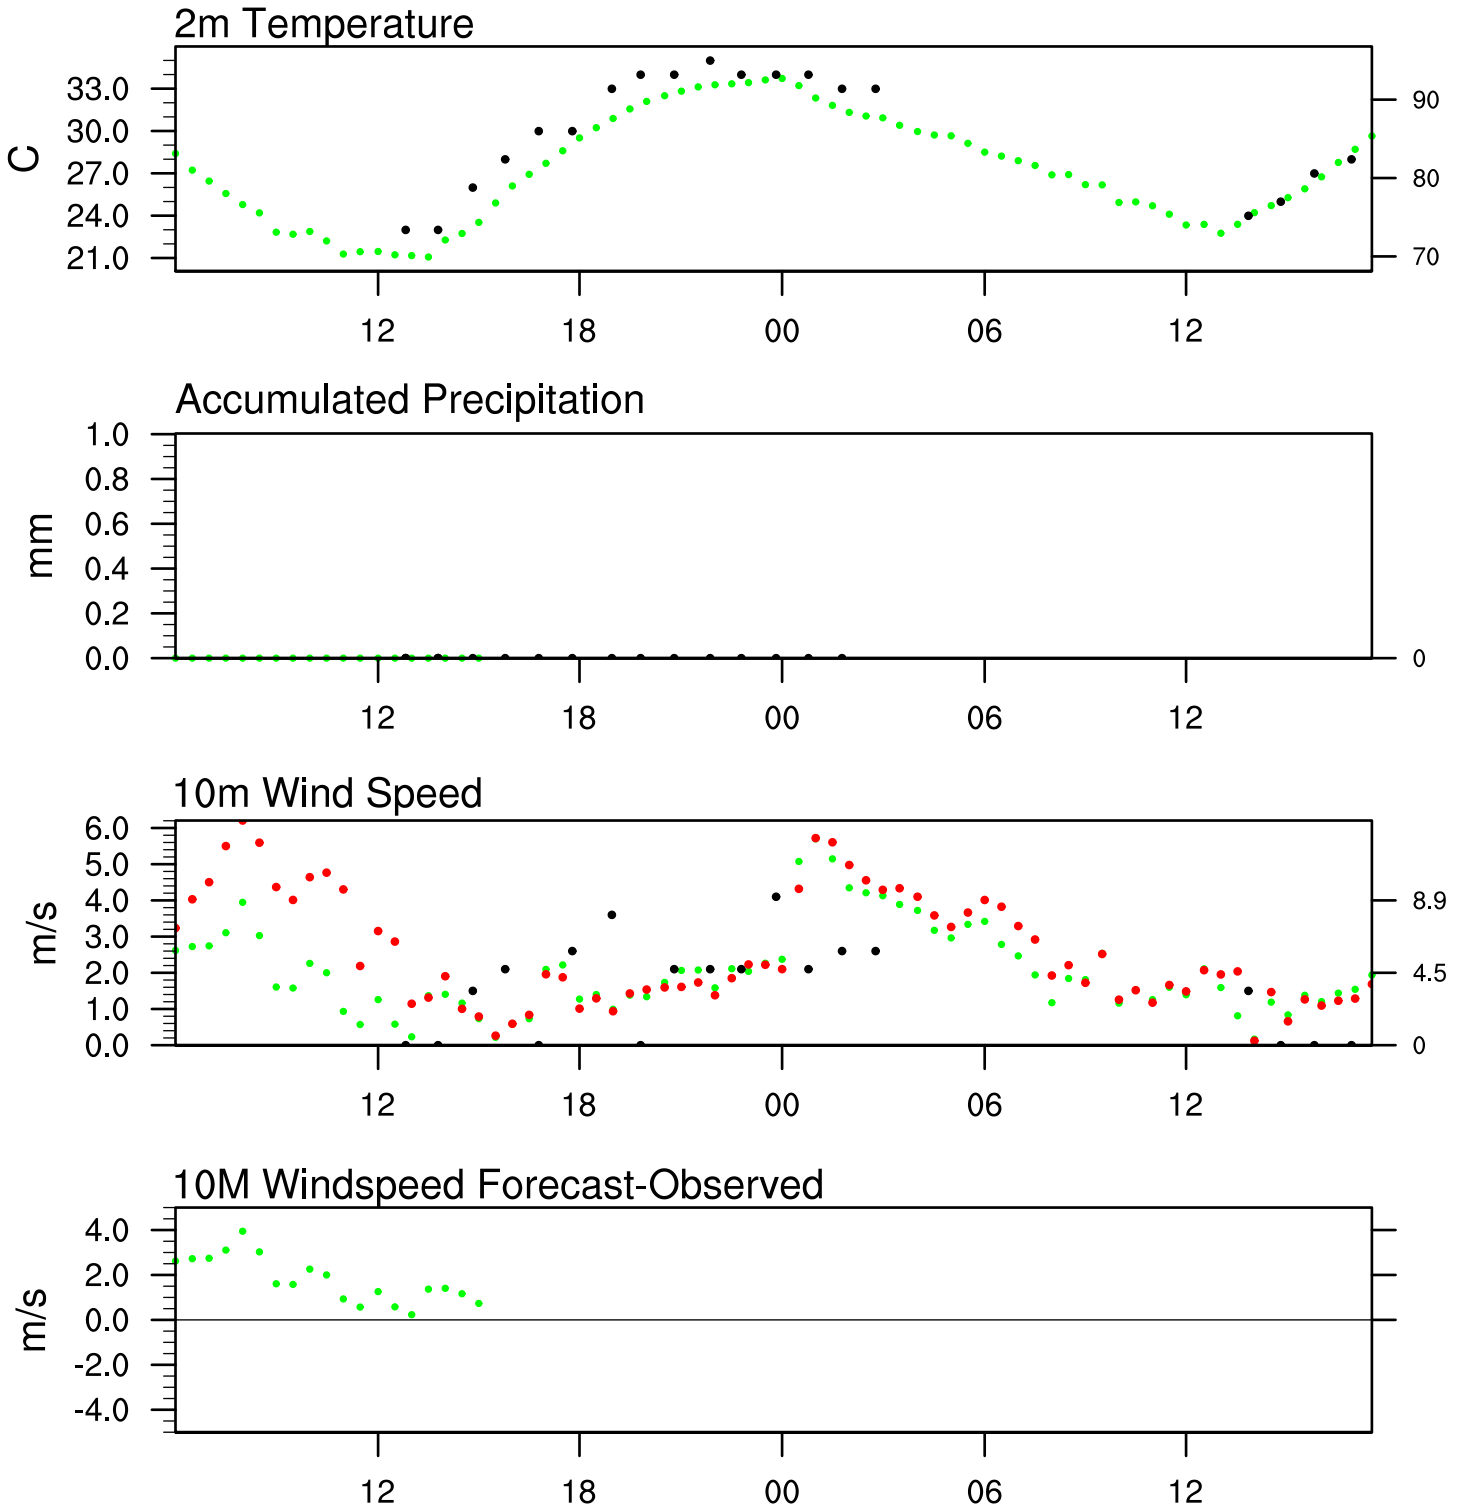 2m Temperature
33.0
30.0
27.0
24.0
21.0
C
90
80
70
12 18 00 06 12
Accumulated Precipitation
1.0
0.8
0.6
0.4
0.2
0.0
mm
0
12 18 00 06 12
10m Wind Speed
6.0
5.0
4.0
3.0
2.0
1.0
0.0
m/s
8.9
4.5
0
12 18 00 06 12
10M Windspeed Forecast-Observed
4.0
2.0
0.0
-2.0
-4.0
m/s
12 18 00 06 12